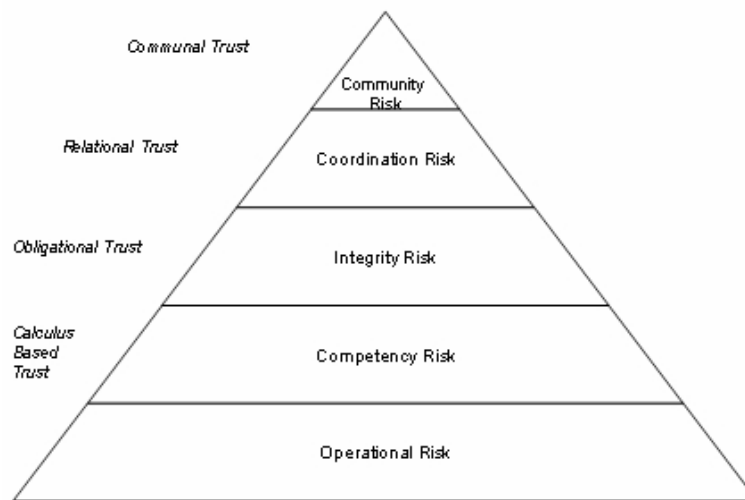 Communal Trust
Community
Risk
Relational Trust
Coordination Risk
Obligational Trust
Integrity Risk
Calculus
Based
Trust
Competency Risk
Operational Risk